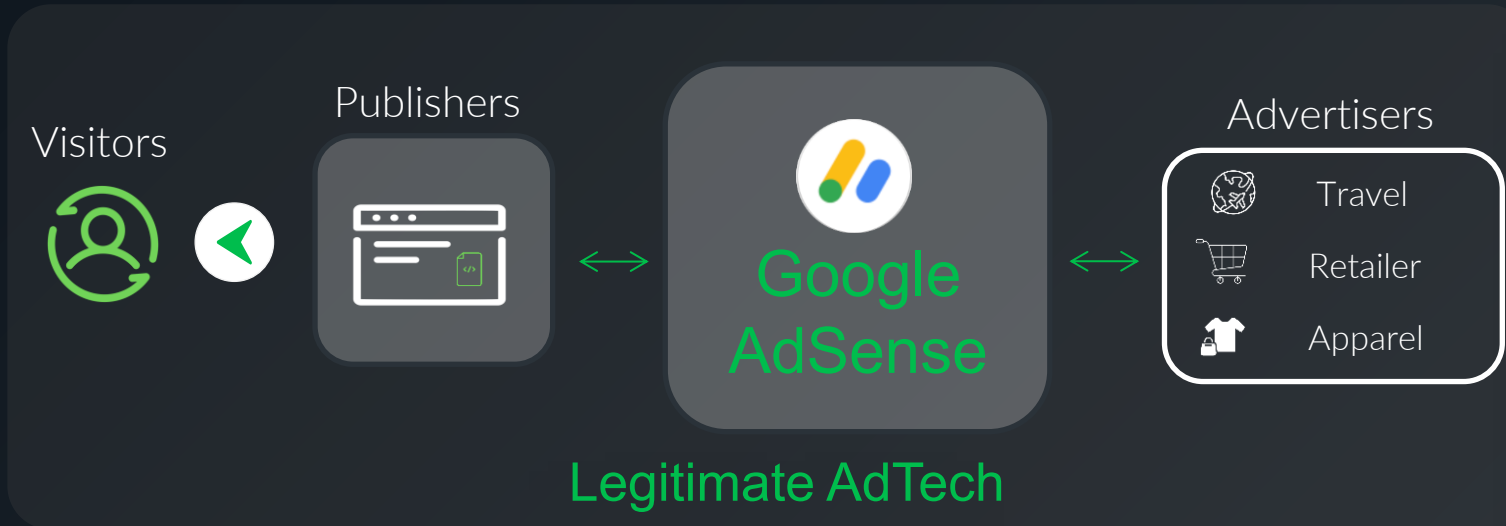 Visitors
Publishers
</>
Google
AdSense
Advertisers
Travel
Retailer
Apparel
Legitimate AdTech